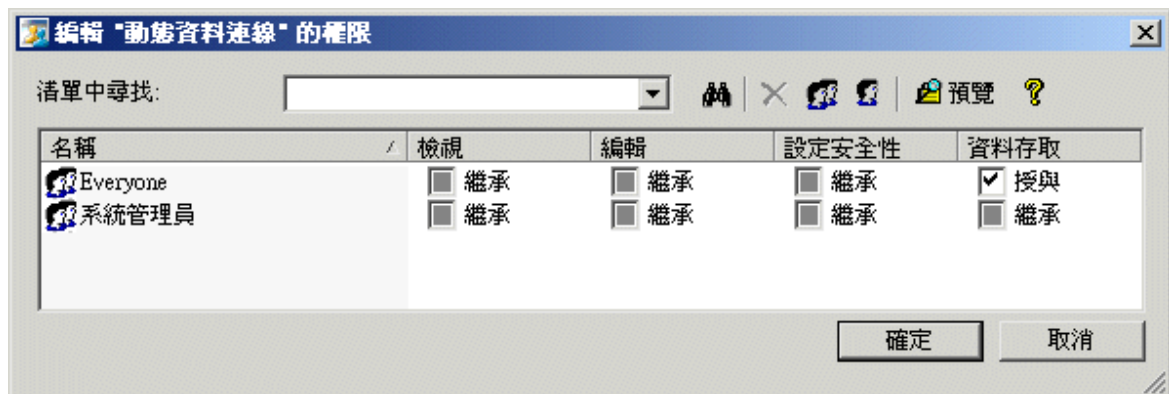 編輯 "動態資料連線" 的權限
清單中尋找:
預覽
名稱 檢視 編輯 設定安全性 資料存取
Everyone 繼承 繼承 繼承 授與
系統管理員 繼承 繼承 繼承 繼承
確定 取消